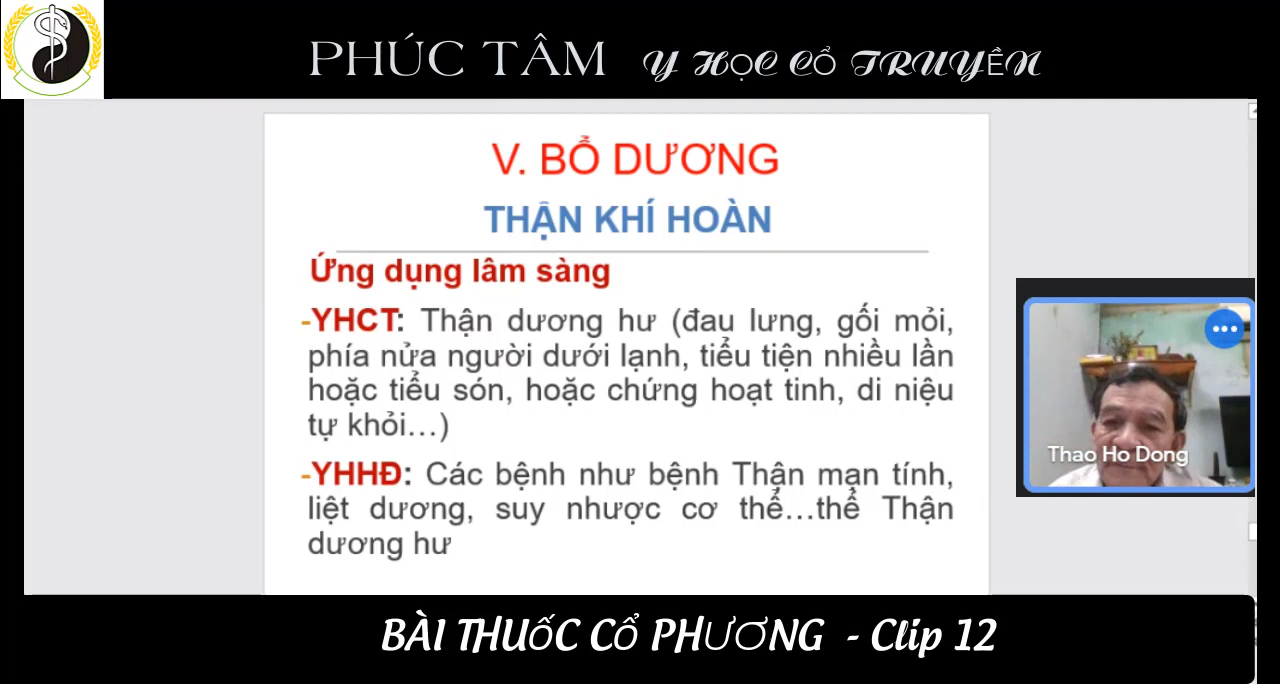 PHÚC TÂM Y HỌC CỔ TRUYỀN
V. BỔ DƯƠNG
THẬN KHÍ HOÀN
Ứng dụng lâm sàng
-YHCT: Thận dương hư (đau lưng, gối mỏi,
phía nửa người dưới lạnh, tiểu tiện nhiều lần
hoặc tiểu són, hoặc chứng hoạt tinh, di niệu
tự khỏi...)
-YHHĐ: Các bệnh như bệnh Thận mạn tính,
liệt dương, suy nhược cơ thể...thể Thận
dương hư
Thao Ho Dong
BÀI THUỐC CỔ PHƯƠNG - Clip 12